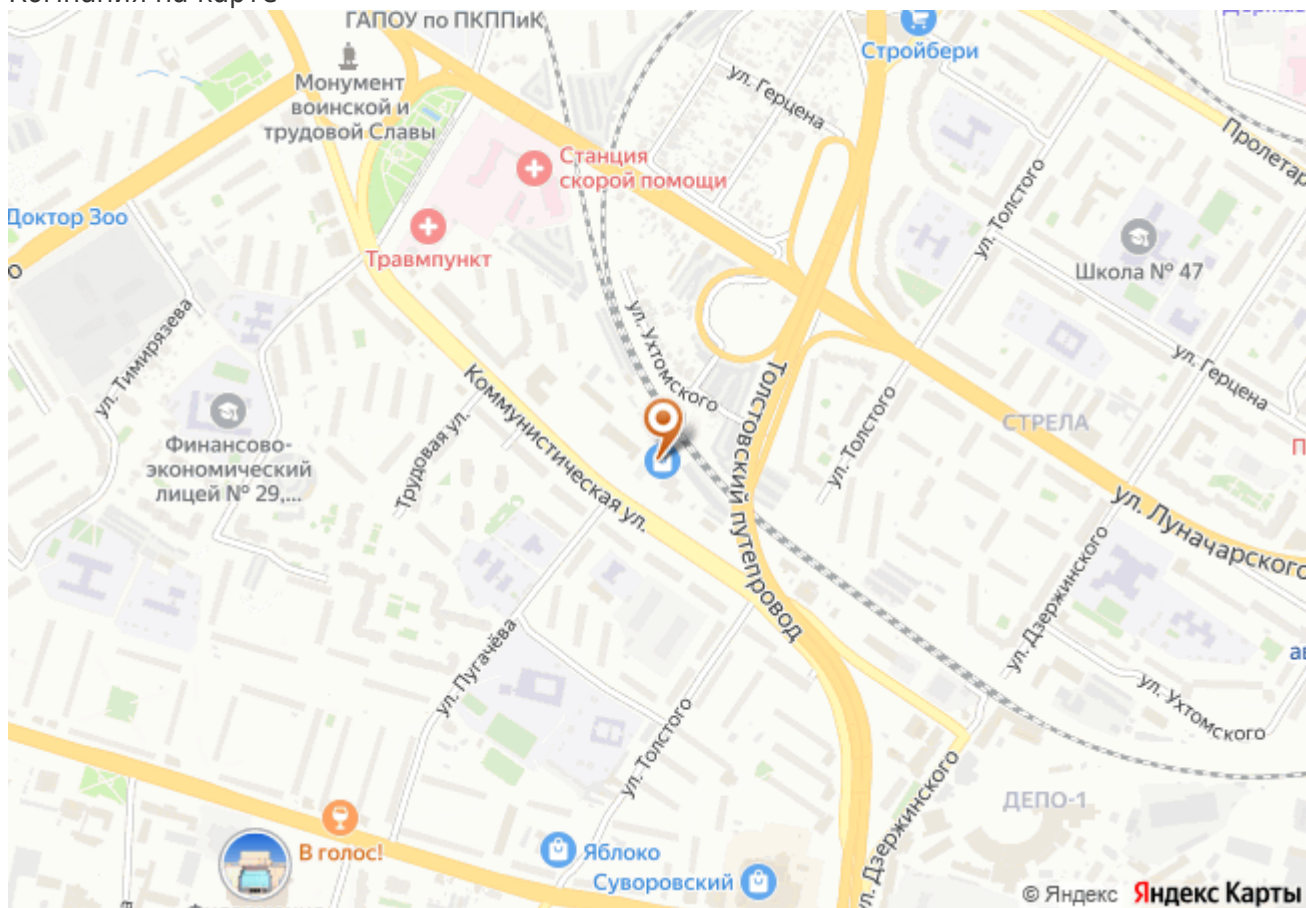 Компания на карте
ГАПОУ по ПКППиК
Стройбери
Монумент
воинской и
трудовой Славы
ул. Герцена
Станция
скорой помощи
Доктор Зоо
Травмпункт
ул. Толстого
Школа № 47
ул. Тимирязева
ул. Ухтомского
ул. Герцена
Коммунистическая ул.
Толстовский путепровод
СТРЕЛА
ул. Толстого
Финансово-
экономический
лицей № 29,...
Трудовая ул.
ул. Луначарского
ул. Дзержинского
ул. Пугачёва
ул. Ухтомского
ул. Толстого
ДЕПО-1
ул. Дзержинского
В голос!
Яблоко
Суворовский
© Яндекс Яндекс Карты